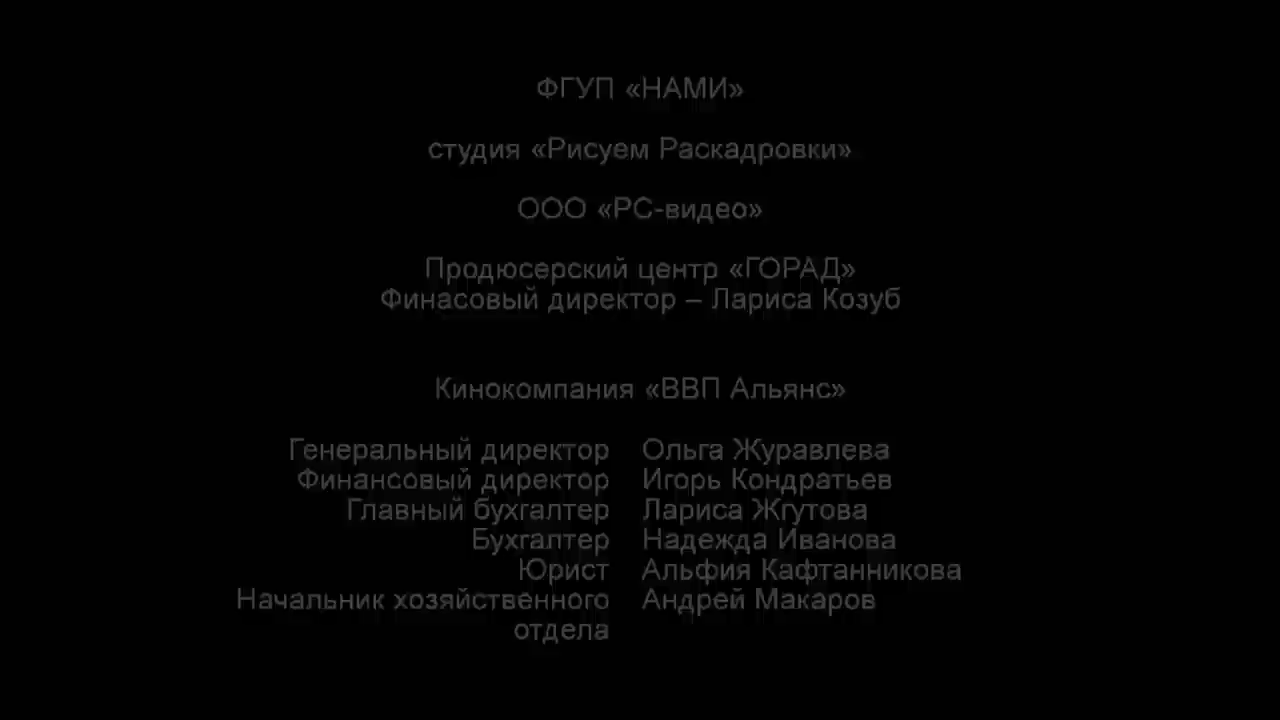 ФГУП «НАМИ»
студия «Рисуем Раскадровки»
ООО «РС-видео»
Продюсерский центр «ГОРАД»
Финасовый директор – Лариса Козуб
Кинокомпания «ВВП Альянс»
Генеральный директор Ольга Журавлева
Финансовый директор Игорь Кондратьев
Главный бухгалтер Лариса Жгутова
Бухгалтер Надежда Иванова
Юрист Альфия Кафтанникова
Начальник хозяйственного Андрей Макаров
отдела